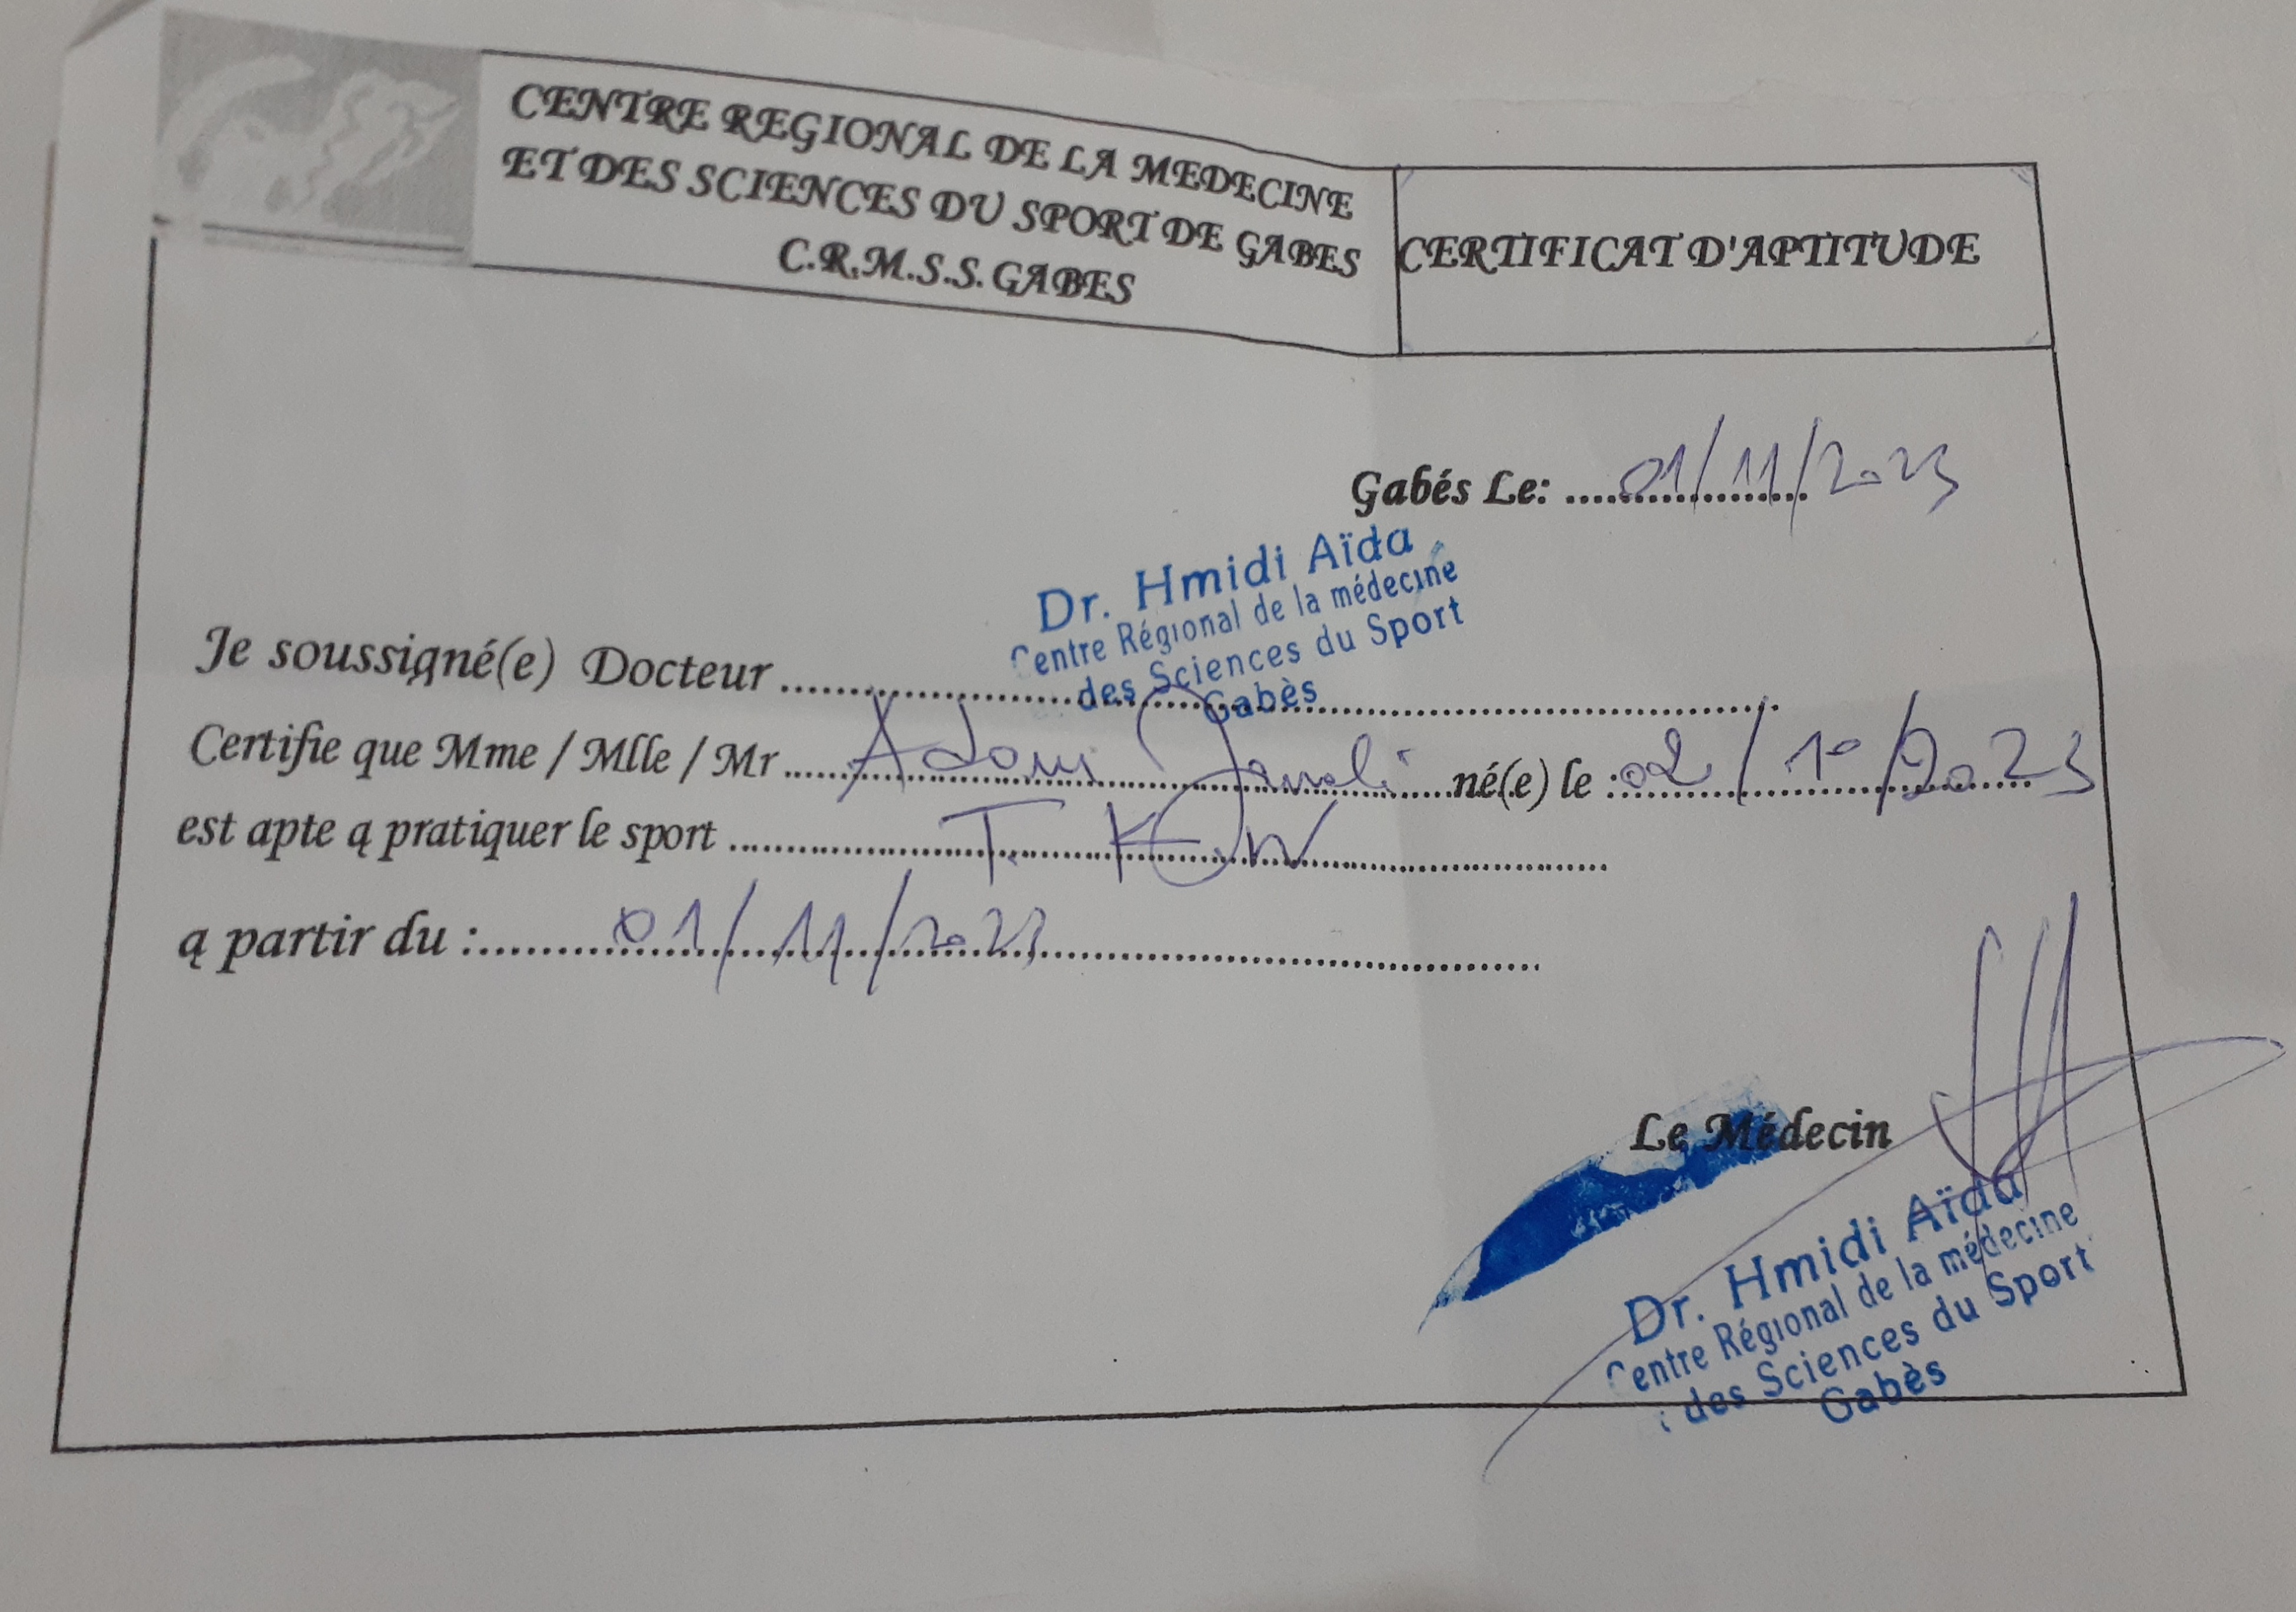 CENTRE REGIONAL DE LA MEDECINE
ET DES SCIENCES DU SPORT DE GABES
C.R.M.S.S. GABES
CERTIFICAT D'APTITUDE
Gabés Le: 01/11/2023
Dr. Hmidi Aïda
Centre Régional de la médecine
des Sciences du Sport
Gabès
Je soussigné(e) Docteur
Certifie que Mme / Mlle / Mr Adom né(e) le : 02/10/2023
est apte ą pratiquer le sport T. K. W
ą partir du : 01/11/2023
Le Médecin
Dr. Hmidi Aïda
Centre Régional de la médecine
des Sciences du Sport
Gabès